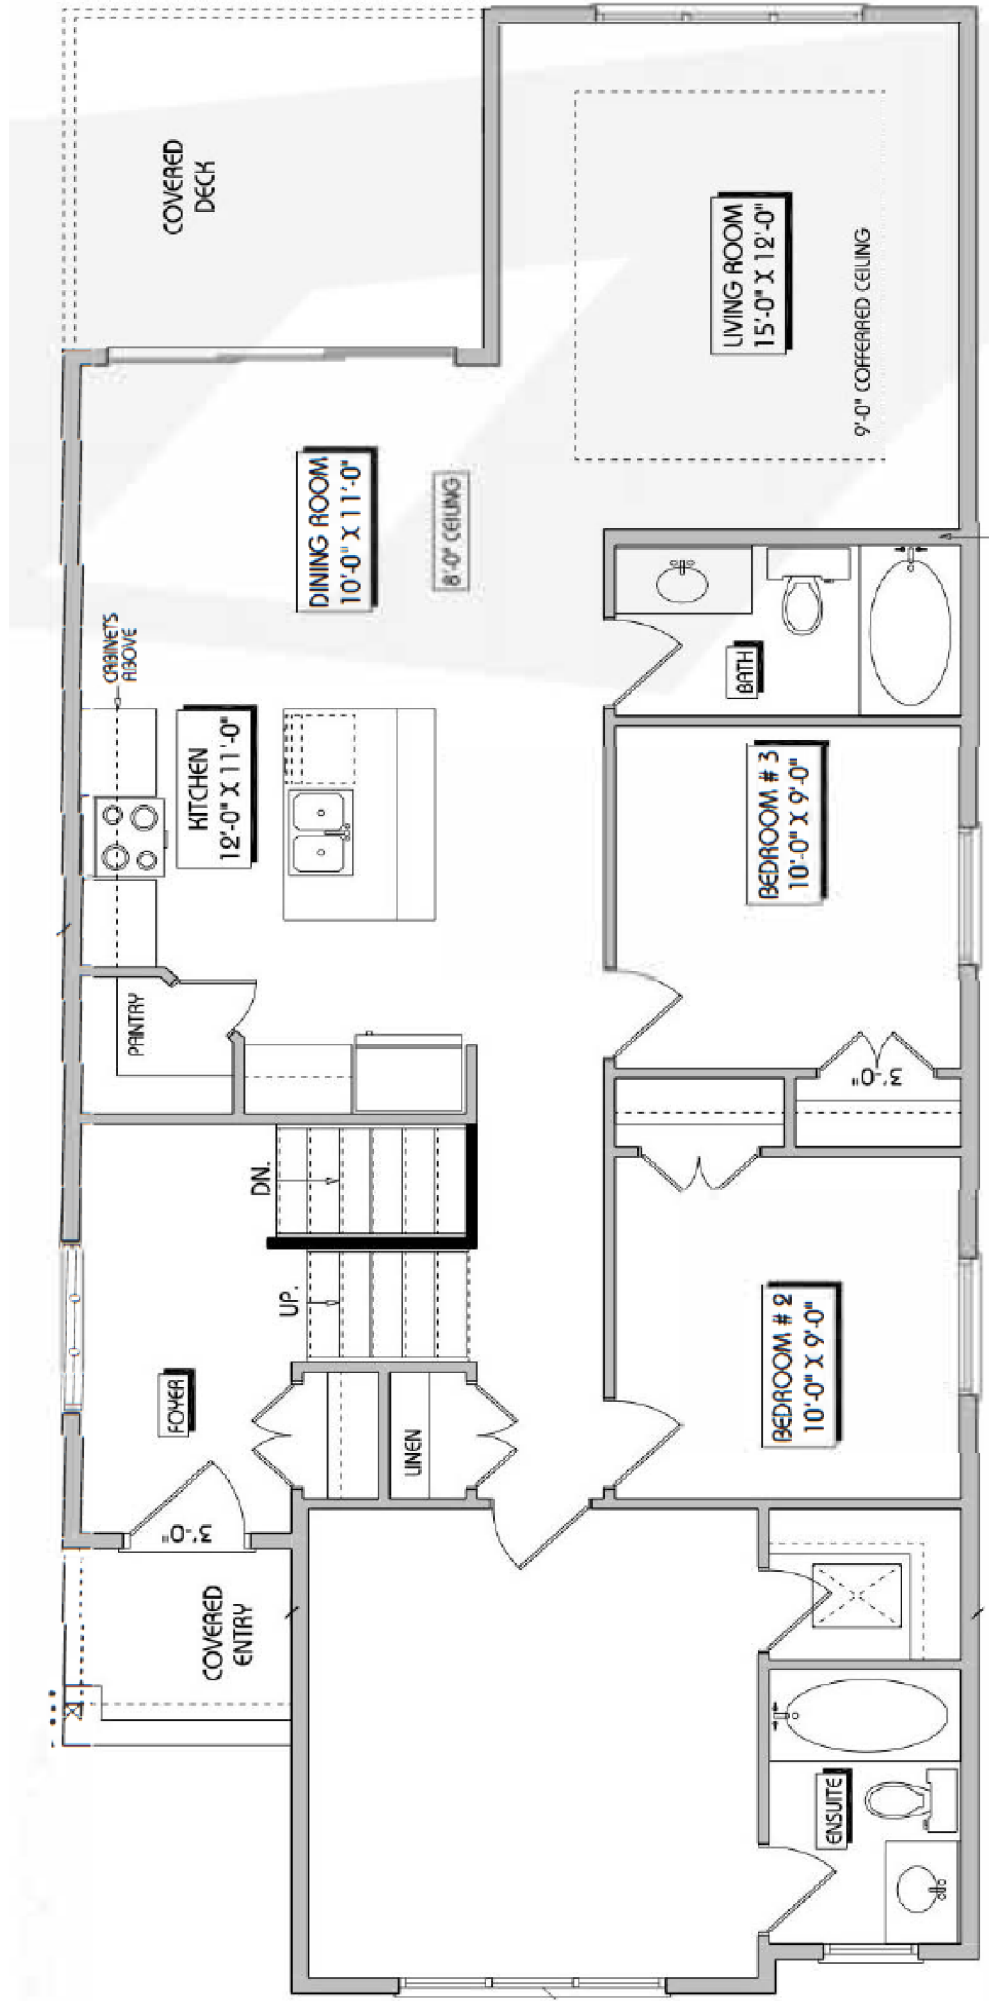 COVERED
DECK
LIVING ROOM
15'-0" X 12'-0"
9'-0" COFFERRED CEILING
DINING ROOM
10'-0" X 11'-0"
8'-0" CEILING
CABINETS
ABOVE
KITCHEN
12'-0" X 11'-0"
BATH
BEDROOM # 3
10'-0" X 9'-0"
PANTRY
3'-0"
DN.
UP.
FOYER
LINEN
BEDROOM # 2
10'-0" X 9'-0"
3'-0"
COVERED
ENTRY
ENSUITE